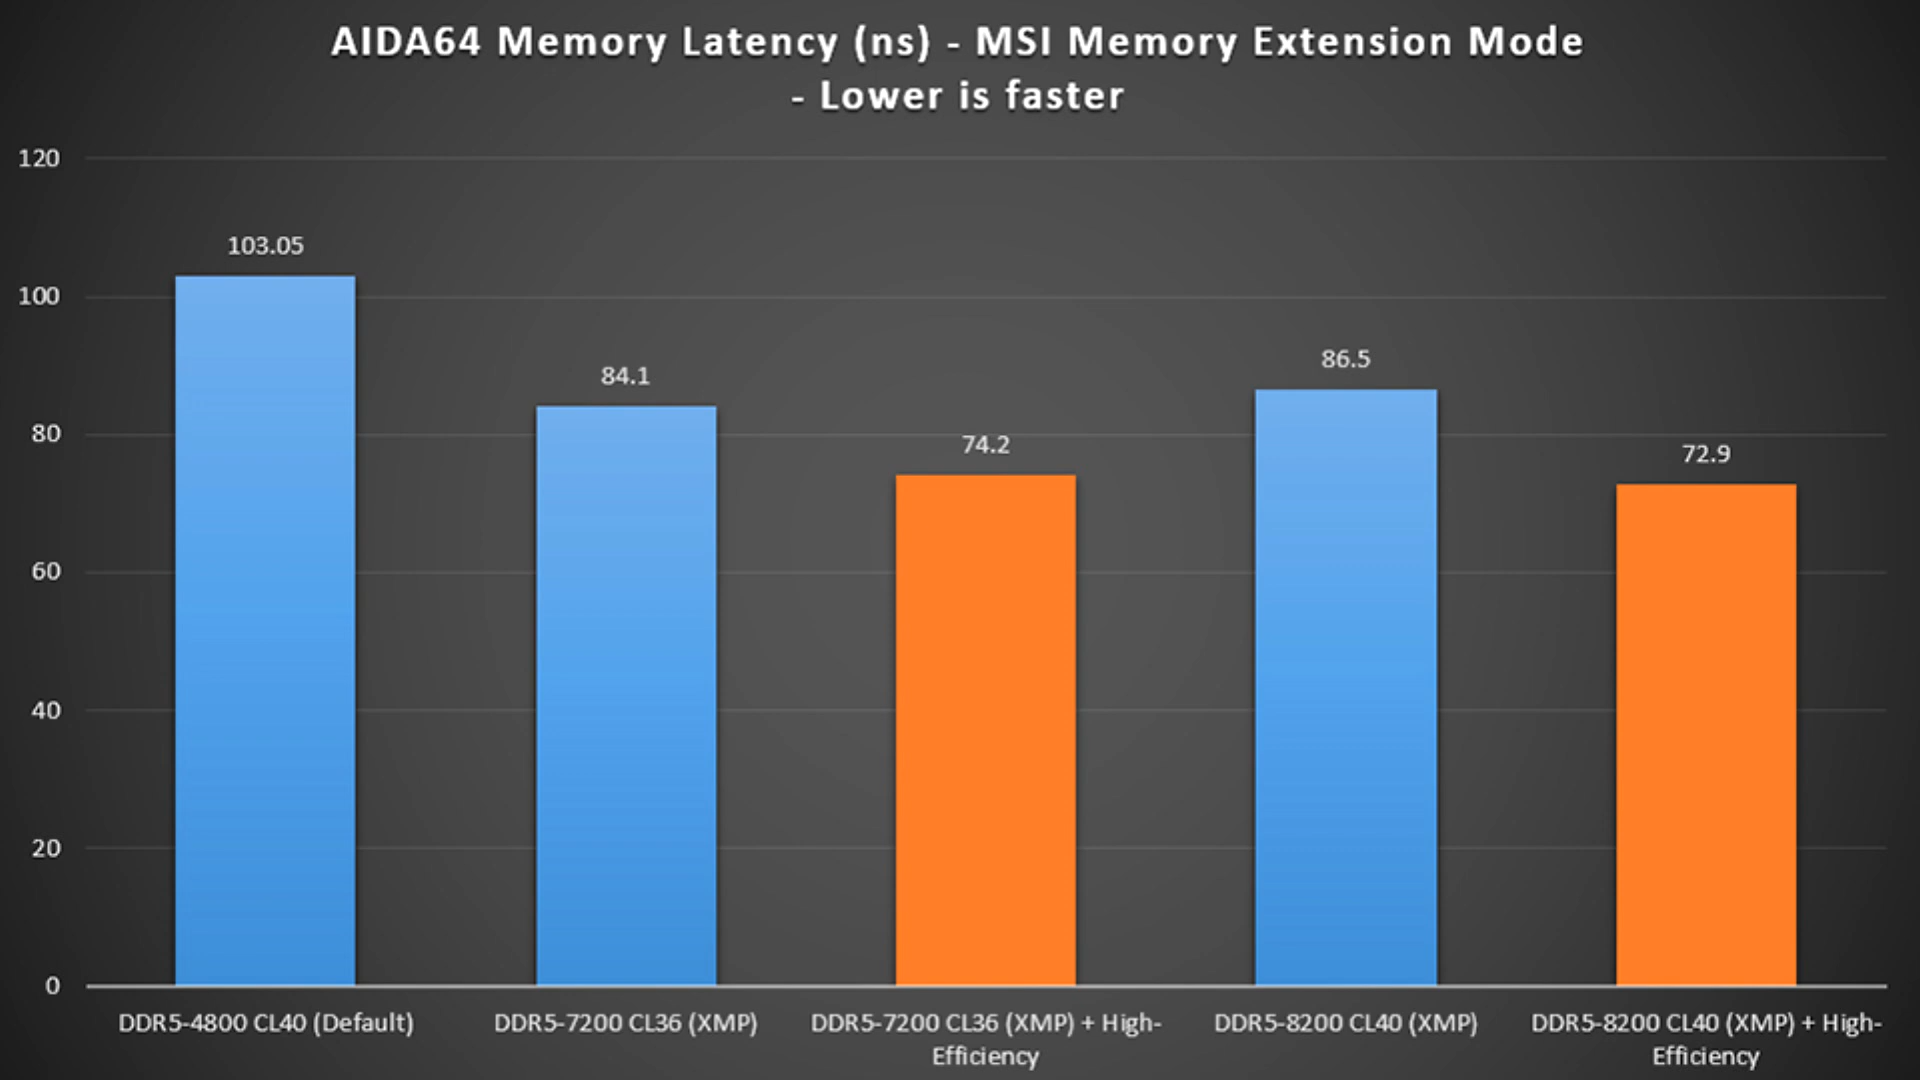 AIDA64 Memory Latency (ns) - MSI Memory Extension Mode
- Lower is faster
120
100
80
60
40
20
0
103.05
84.1
74.2
86.5
72.9
DDR5-4800 CL40 (Default)
DDR5-7200 CL36 (XMP)
DDR5-7200 CL36 (XMP) + High-
Efficiency
DDR5-8200 CL40 (XMP)
DDR5-8200 CL40 (XMP) + High-
Efficiency